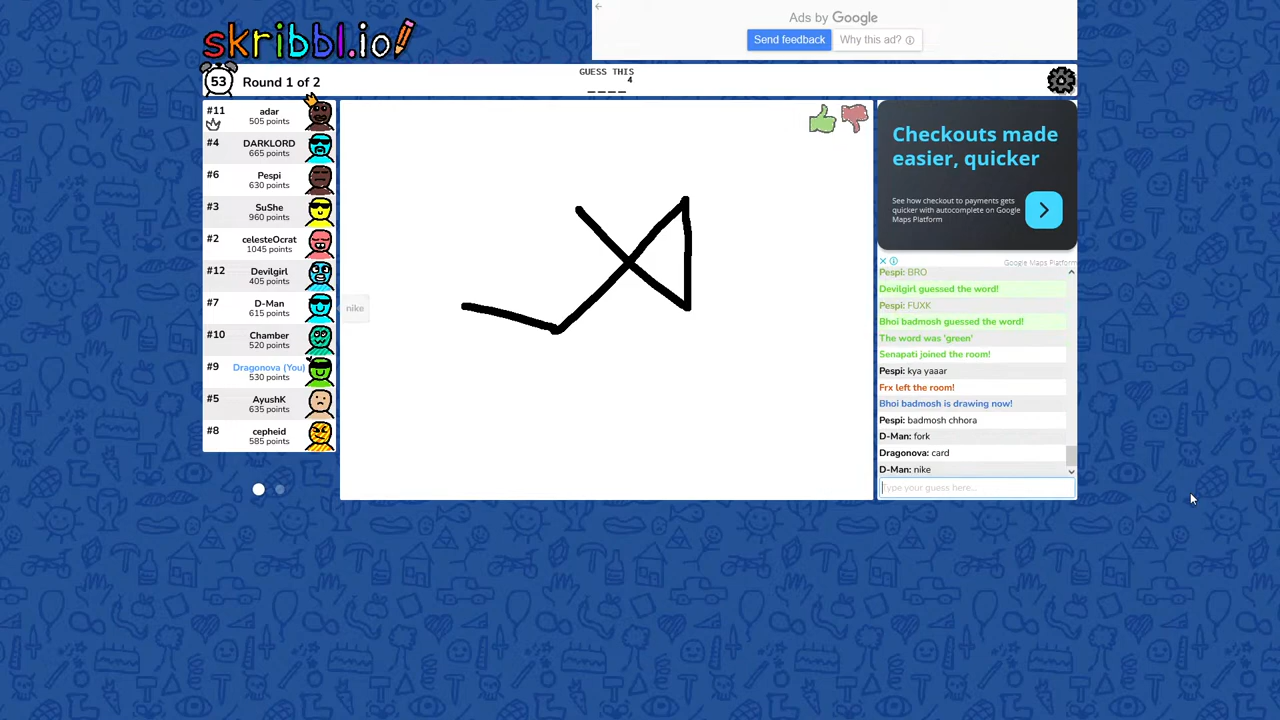 Ads by Google
Send feedback
Why this ad?
skribbl.io
53
Round 1 of 2
GUESS THIS
4
_ _ _ _
#11
adar
505 points
#4
DARKLORD
665 points
#6
Pespi
630 points
#3
SuShe
960 points
#2
celesteOcrat
1045 points
#12
Devilgirl
405 points
#7
D-Man
615 points
#10
Chamber
520 points
#9
Dragonova (You)
530 points
#5
AyushK
635 points
#8
cepheid
585 points
nike
Checkouts made
easier, quicker
See how checkout to payments gets
quicker with autocomplete on Google
Maps Platform
Google Maps Platform
Pespi: BRO
Devilgirl guessed the word!
Pespi: FUXK
Bhoi badmosh guessed the word!
The word was 'green'
Senapati joined the room!
Pespi: kya yaaar
Frx left the room!
Bhoi badmosh is drawing now!
Pespi: badmosh chhora
D-Man: fork
Dragonova: card
D-Man: nike
Type your guess here...